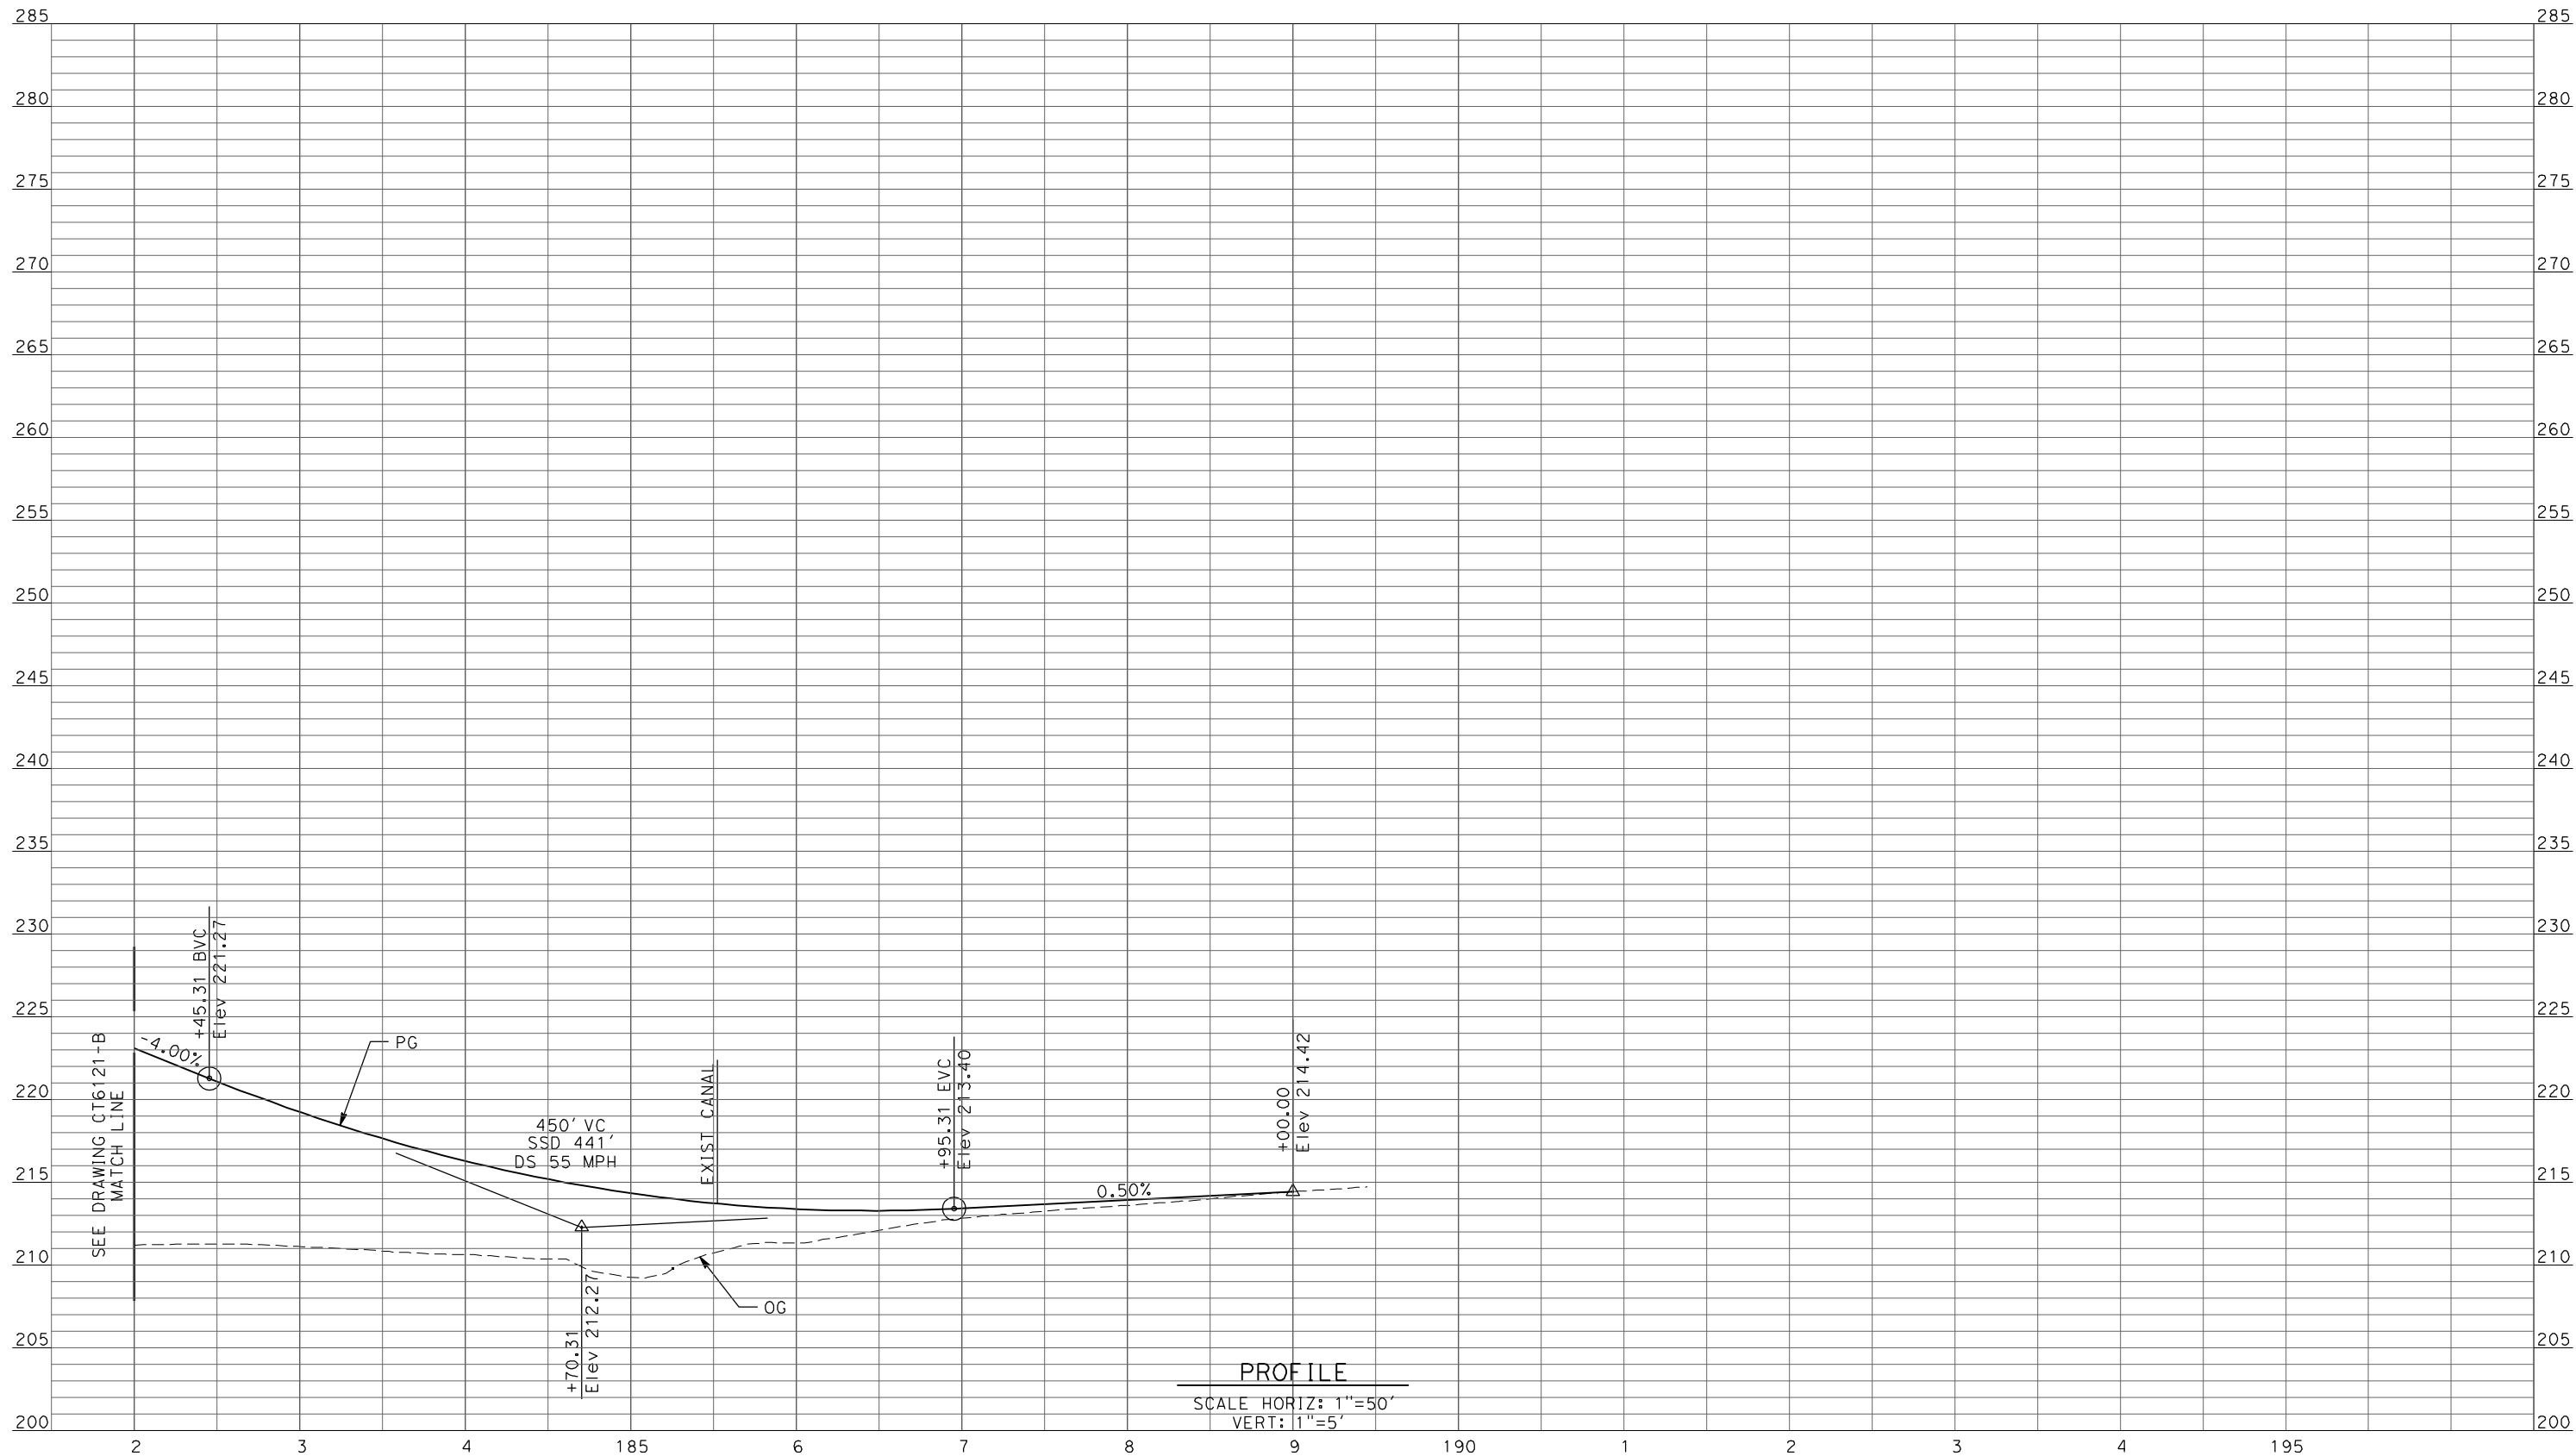 285 285
280 280
275 275
270 270
265 265
260 260
255 255
250 250
245 245
240 240
235 235
230 230
225 225
220 220
215 215
210 210
205 205
200 200
SEE DRAWING CT6121-B
MATCH LINE
-4.00%
+45.31 BVC
Elev 221.27
PG
450' VC
SSD 441'
DS 55 MPH
+70.31
Elev 212.27
EXIST CANAL
OG
+95.31 EVC
Elev 213.40
0.50%
+00.00
Elev 214.42
PROFILE
SCALE HORIZ: 1"=50'
VERT: 1"=5'
2 3 4 185 6 7 8 9 190 1 2 3 4 195